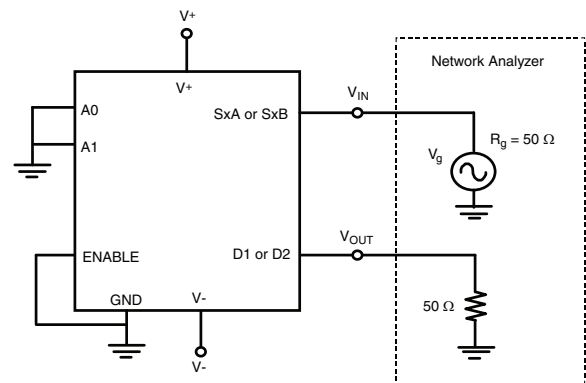 V+
V+
Network Analyzer
A0
SxA or SxB
VIN
A1
Vg
Rg = 50 Ω
ENABLE
D1 or D2
VOUT
GND
V-
50 Ω
V-